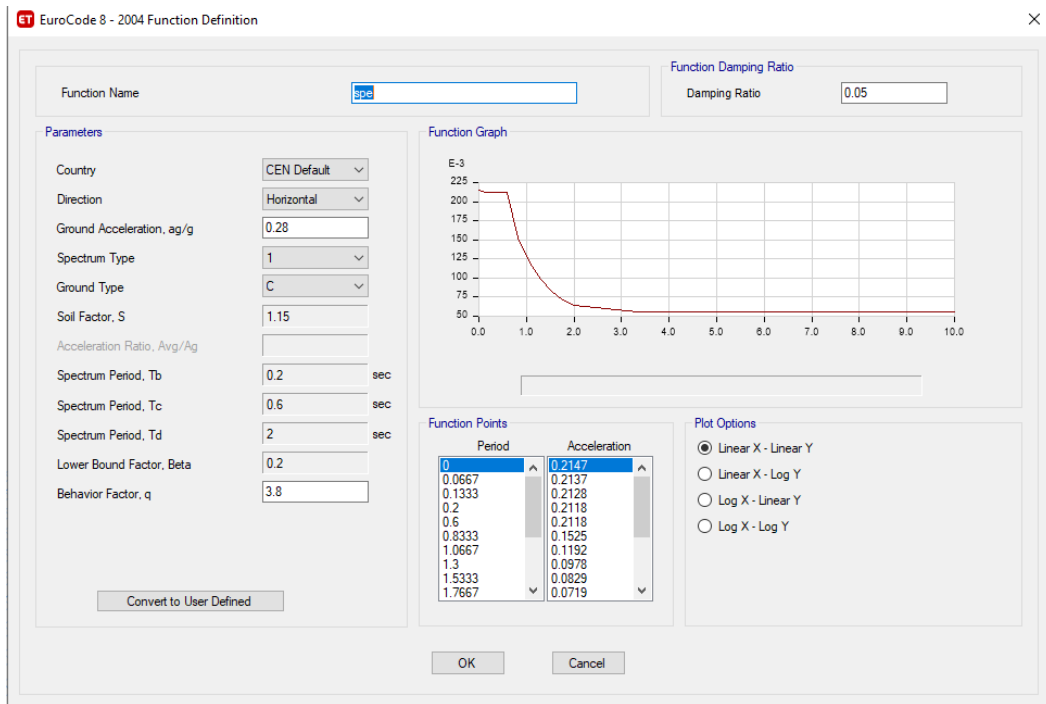 ET EuroCode 8 - 2004 Function Definition
Function Name spe
Function Damping Ratio
Damping Ratio 0.05
Parameters
Country CEN Default
Direction Horizontal
Ground Acceleration, ag/g 0.28
Spectrum Type 1
Ground Type C
Soil Factor, S 1.15
Acceleration Ratio, Avg/Ag
Spectrum Period, Tb 0.2 sec
Spectrum Period, Tc 0.6 sec
Spectrum Period, Td 2 sec
Lower Bound Factor, Beta 0.2
Behavior Factor, q 3.8
Convert to User Defined
Function Graph
E-3
225
200
175
150
125
100
75
50
0.0 1.0 2.0 3.0 4.0 5.0 6.0 7.0 8.0 9.0 10.0
Function Points
Period Acceleration
0 0.2147
0.0667 0.2137
0.1333 0.2128
0.2 0.2118
0.6 0.2118
0.8333 0.1525
1.0667 0.1192
1.3 0.0978
1.5333 0.0829
1.7667 0.0719
Plot Options
Linear X - Linear Y
Linear X - Log Y
Log X - Linear Y
Log X - Log Y
OK Cancel